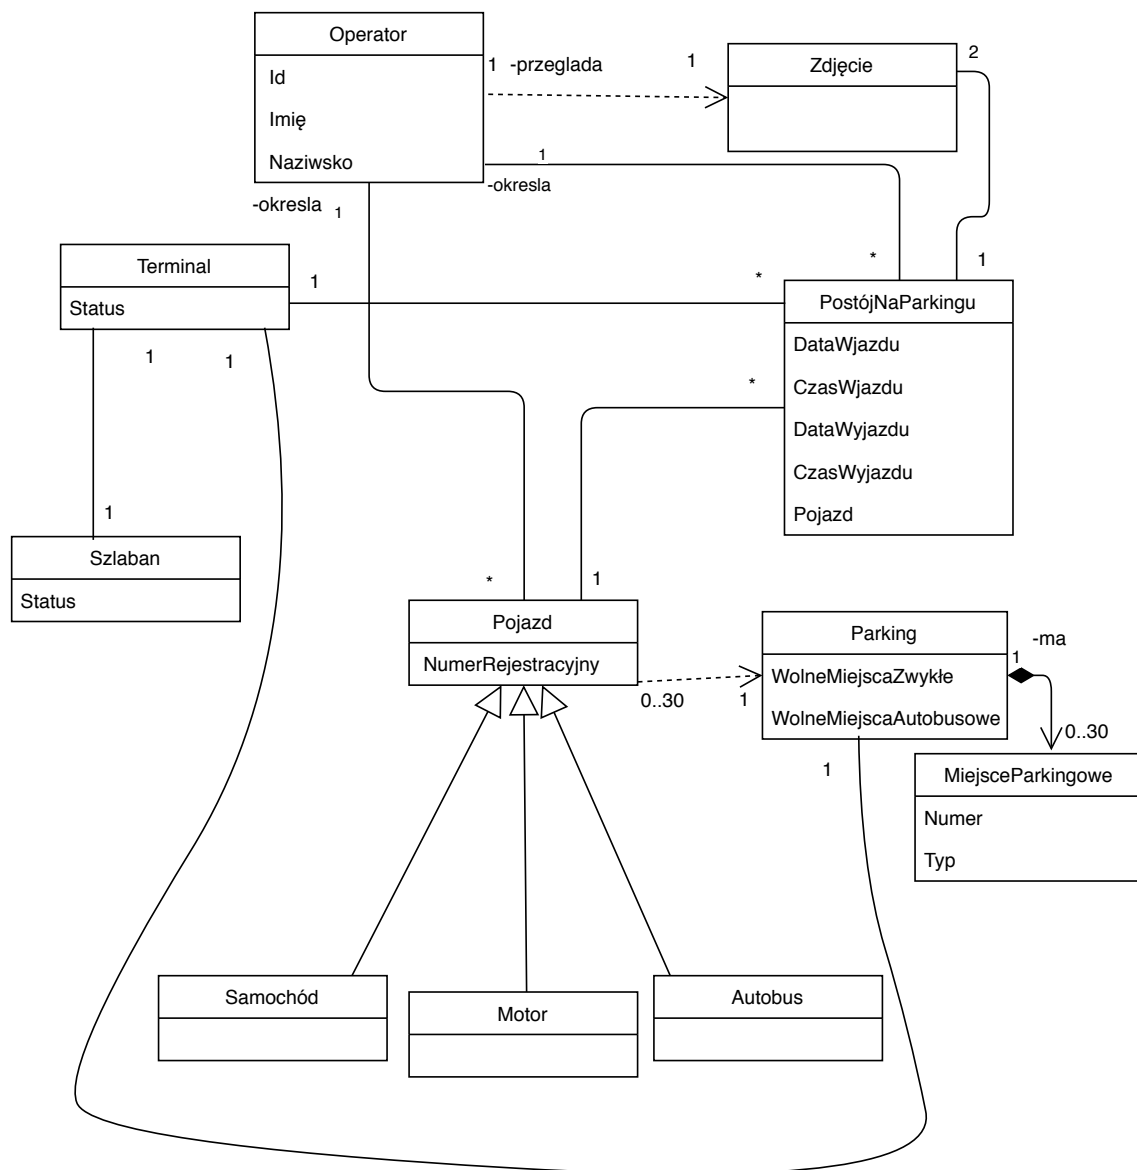 Operator
Id
Imię
Naziwsko
1 -przeglada 1
Zdjęcie
2
1
-okresla
-okresla 1
Terminal
Status
1
*
*
1
PostójNaParkingu
DataWjazdu
CzasWjazdu
DataWyjazdu
CzasWyjazdu
Pojazd
1
1
*
1
Szlaban
Status
*
1
Pojazd
NumerRejestracyjny
0..30
1
Parking
WolneMiejscaZwykłe
WolneMiejscaAutobusowe
1
-ma
0..30
1
MiejsceParkingowe
Numer
Typ
Samochód
Motor
Autobus